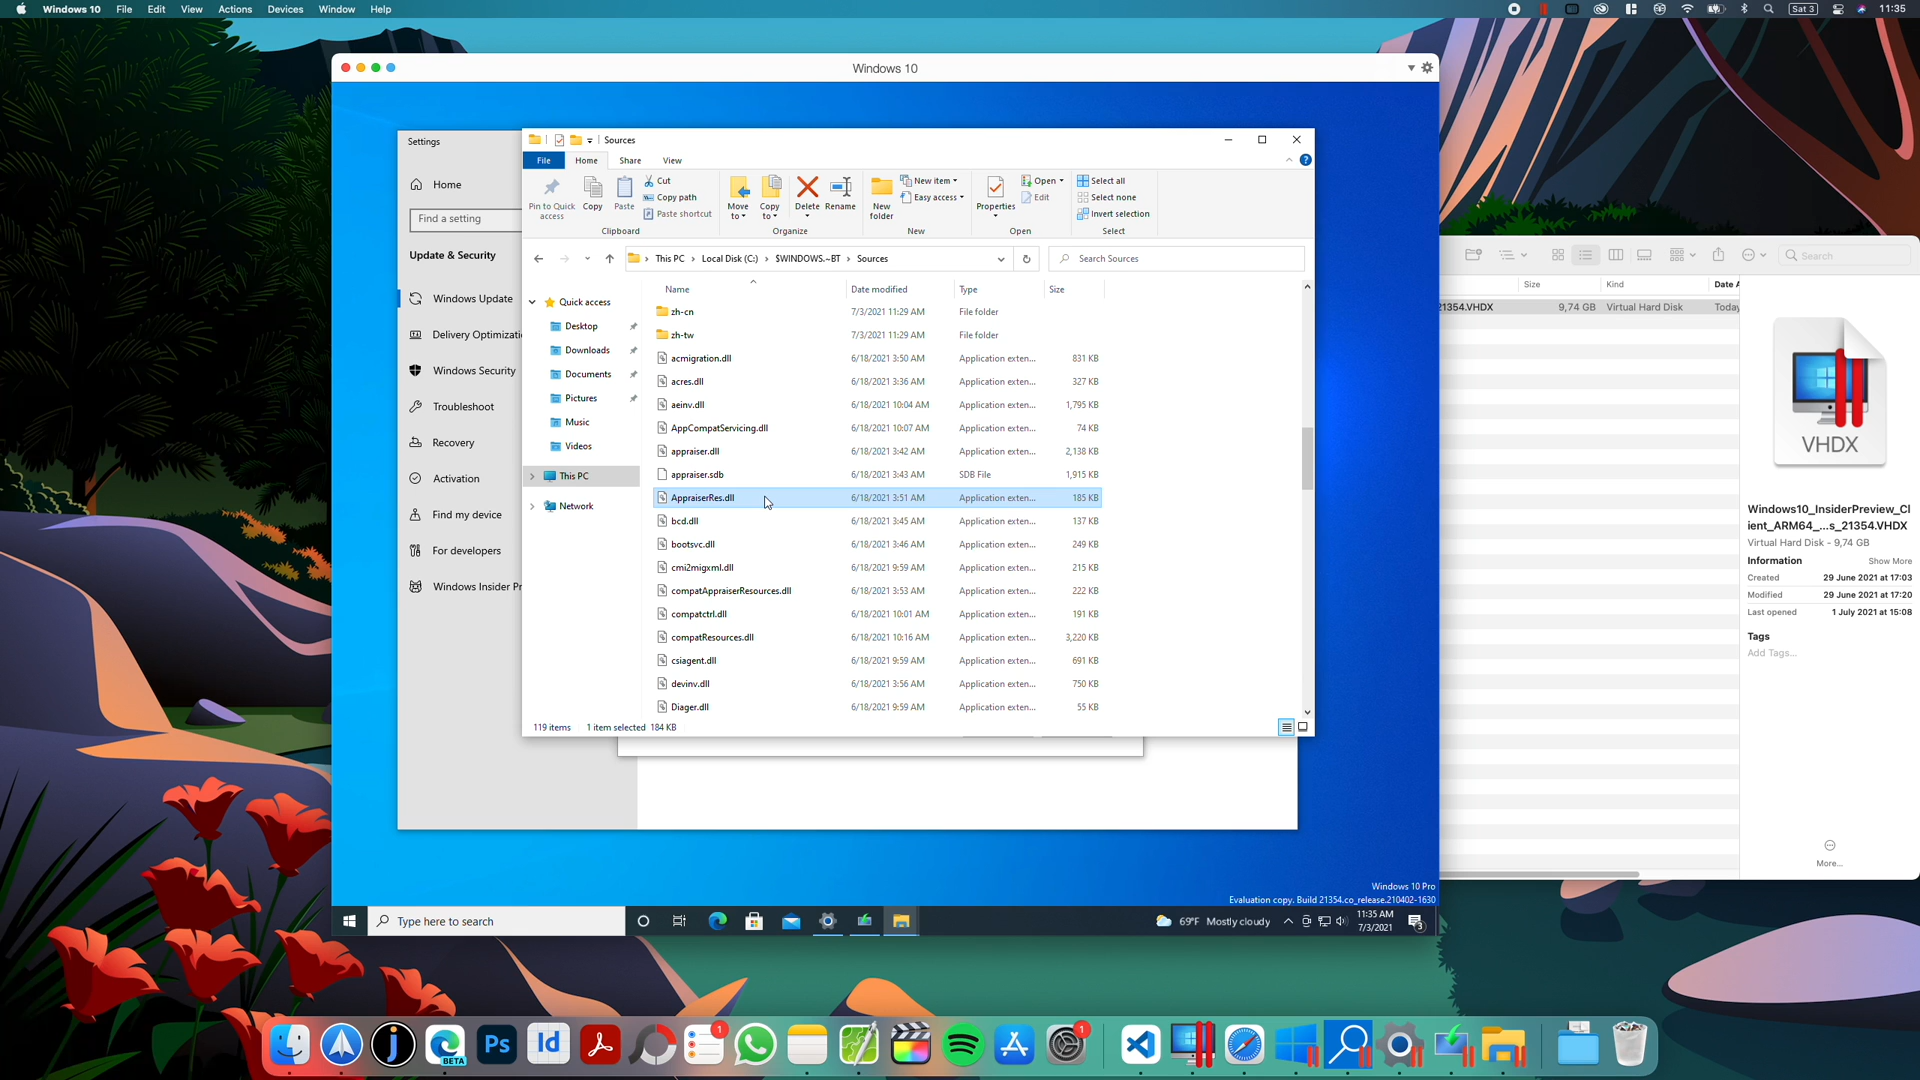 Windows 10 File Edit View Actions Devices Window Help
Sat 3 11:35
Windows 10
Settings
Home
Find a setting
Update & Security
Windows Update
Delivery Optimizati
Windows Security
Troubleshoot
Recovery
Activation
Find my device
For developers
Windows Insider Pr
Sources
File Home Share View
Pin to Quick access
Copy
Paste
Cut
Copy path
Paste shortcut
Clipboard
Move to
Copy to
Delete
Rename
Organize
New folder
New item
Easy access
New
Properties
Open
Edit
Open
Select all
Select none
Invert selection
Select
This PC > Local Disk (C:) > $WINDOWS.~BT > Sources
Search Sources
Quick access
Desktop
Downloads
Documents
Pictures
Music
Videos
This PC
Network
Name Date modified Type Size
zh-cn 7/3/2021 11:29 AM File folder
zh-tw 7/3/2021 11:29 AM File folder
acmigration.dll 6/18/2021 3:50 AM Application exten... 831 KB
acres.dll 6/18/2021 3:36 AM Application exten... 327 KB
aeinv.dll 6/18/2021 10:04 AM Application exten... 1,795 KB
AppCompatServicing.dll 6/18/2021 10:07 AM Application exten... 74 KB
appraiser.dll 6/18/2021 3:42 AM Application exten... 2,138 KB
appraiser.sdb 6/18/2021 3:43 AM SDB File 1,915 KB
AppraiserRes.dll 6/18/2021 3:51 AM Application exten... 185 KB
bcd.dll 6/18/2021 3:45 AM Application exten... 137 KB
bootsvc.dll 6/18/2021 3:46 AM Application exten... 249 KB
cmi2migxml.dll 6/18/2021 9:59 AM Application exten... 215 KB
compatAppraiserResources.dll 6/18/2021 3:53 AM Application exten... 222 KB
compatctrl.dll 6/18/2021 10:01 AM Application exten... 191 KB
compatResources.dll 6/18/2021 10:16 AM Application exten... 3,220 KB
csiagent.dll 6/18/2021 9:59 AM Application exten... 691 KB
devinv.dll 6/18/2021 3:56 AM Application exten... 750 KB
Diager.dll 6/18/2021 9:59 AM Application exten... 55 KB
119 items 1 item selected 184 KB
Windows 10 Pro
Evaluation copy. Build 21354.co_release.210402-1630
Type here to search
69°F Mostly cloudy
11:35 AM
7/3/2021
3
Search
Size Kind Date A
21354.VHDX 9,74 GB Virtual Hard Disk Today
VHDX
Windows10_InsiderPreview_Cl
ient_ARM64_...s_21354.VHDX
Virtual Hard Disk - 9,74 GB
Information Show More
Created 29 June 2021 at 17:03
Modified 29 June 2021 at 17:20
Last opened 1 July 2021 at 15:08
Tags
Add Tags...
More...
BETA
Ps
Id
1
1